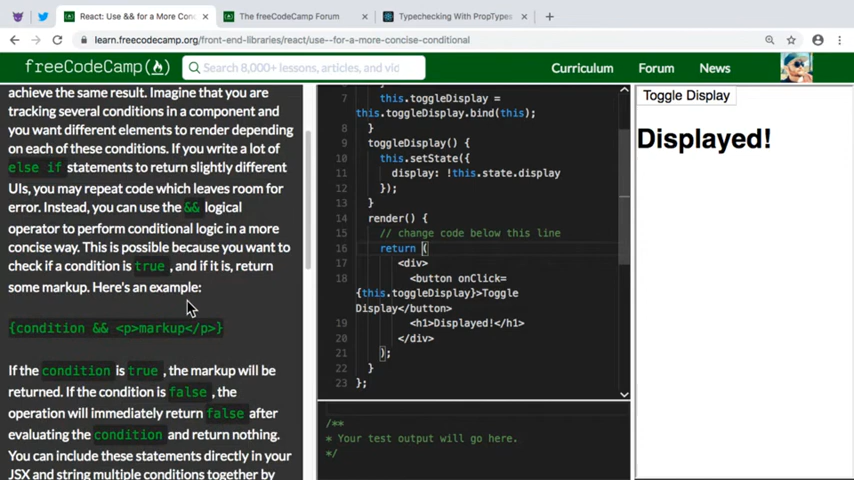 React: Use && for a More Con
The freeCodeCamp Forum
Typechecking With PropTypes
learn.freecodecamp.org/front-end-libraries/react/use--for-a-more-concise-conditional
freeCodeCamp
Search 8,000+ lessons, articles, and vid
Curriculum
Forum
News
achieve the same result. Imagine that you are
tracking several conditions in a component and
you want different elements to render depending
on each of these conditions. If you write a lot of
else if statements to return slightly different
UIs, you may repeat code which leaves room for
error. Instead, you can use the && logical
operator to perform conditional logic in a more
concise way. This is possible because you want to
check if a condition is true , and if it is, return
some markup. Here's an example:
{condition && <p>markup</p>}
If the condition is true , the markup will be
returned. If the condition is false , the
operation will immediately return false after
evaluating the condition and return nothing.
You can include these statements directly in your
JSX and string multiple conditions together by
7 this.toggleDisplay =
this.toggleDisplay.bind(this);
8 }
9 toggleDisplay() {
10 this.setState({
11 display: !this.state.display
12 });
13 }
14 render() {
15 // change code below this line
16 return (
17 <div>
18 <button onClick=
{this.toggleDisplay}>Toggle
Display</button>
19 <h1>Displayed!</h1>
20 </div>
21 );
22 }
23 };
/**
* Your test output will go here.
*/
Toggle Display
Displayed!